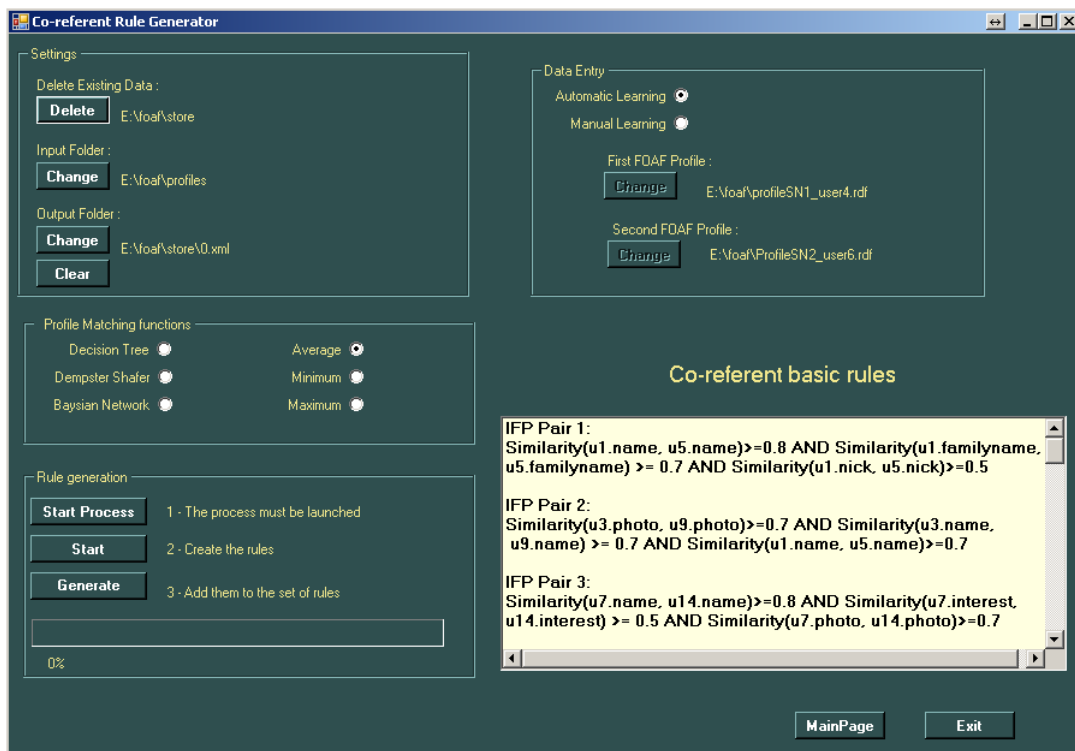 Co-referent Rule Generator
Settings
Delete Existing Data :
Delete E:\foaf\store
Input Folder :
Change E:\foaf\profiles
Output Folder :
Change E:\foaf\store\0.xml
Clear
Data Entry
Automatic Learning
Manual Learning
First FOAF Profile :
Change E:\foaf\profileSN1_user4.rdf
Second FOAF Profile :
Change E:\foaf\ProfileSN2_user6.rdf
Profile Matching functions
Decision Tree Average
Dempster Shafer Minimum
Baysian Network Maximum
Rule generation
Start Process 1 - The process must be launched
Start 2 - Create the rules
Generate 3 - Add them to the set of rules
0%
Co-referent basic rules
IFP Pair 1:
Similarity(u1.name, u5.name)>=0.8 AND Similarity(u1.familyname,
u5.familyname) >= 0.7 AND Similarity(u1.nick, u5.nick)>=0.5
IFP Pair 2:
Similarity(u3.photo, u9.photo)>=0.7 AND Similarity(u3.name,
u9.name) >= 0.7 AND Similarity(u1.name, u5.name)>=0.7
IFP Pair 3:
Similarity(u7.name, u14.name)>=0.8 AND Similarity(u7.interest,
u14.interest) >= 0.5 AND Similarity(u7.photo, u14.photo)>=0.7
MainPage Exit